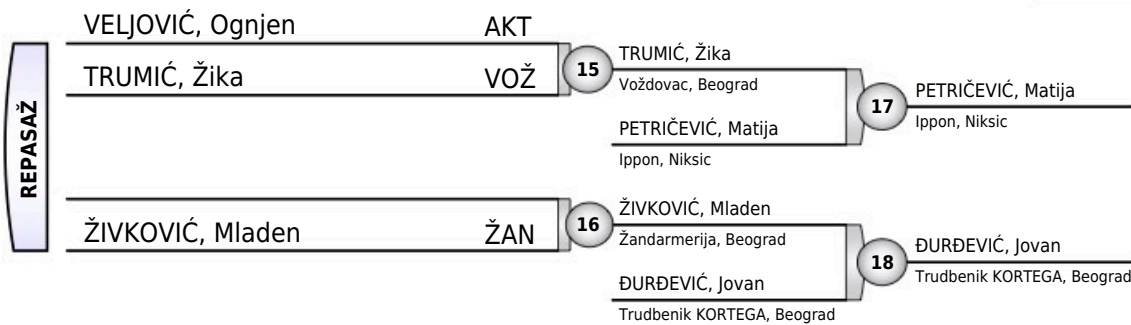 REPASAŽ
VELJOVIĆ, Ognjen AKT
TRUMIĆ, Žika VOŽ
15
TRUMIĆ, Žika
Voždovac, Beograd
PETRIČEVIĆ, Matija
Ippon, Niksic
17
PETRIČEVIĆ, Matija
Ippon, Niksic
ŽIVKOVIĆ, Mladen ŽAN
16
ŽIVKOVIĆ, Mladen
Žandarmerija, Beograd
ĐURĐEVIĆ, Jovan
Trudbenik KORTEGA, Beograd
18
ĐURĐEVIĆ, Jovan
Trudbenik KORTEGA, Beograd